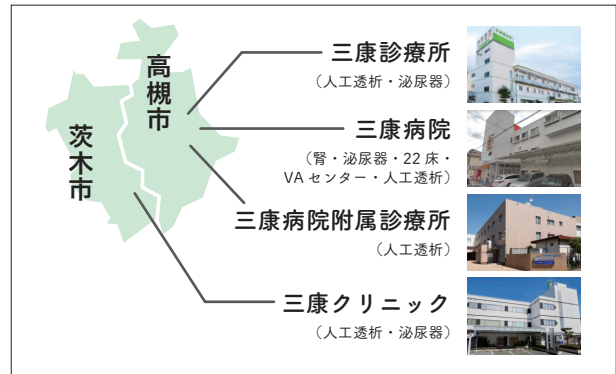 高槻市
茨木市
三康診療所
（人工透析・泌尿器）
三康病院
（腎・泌尿器・22床・
VAセンター・人工透析）
三康病院附属診療所
（人工透析）
三康クリニック
（人工透析・泌尿器）